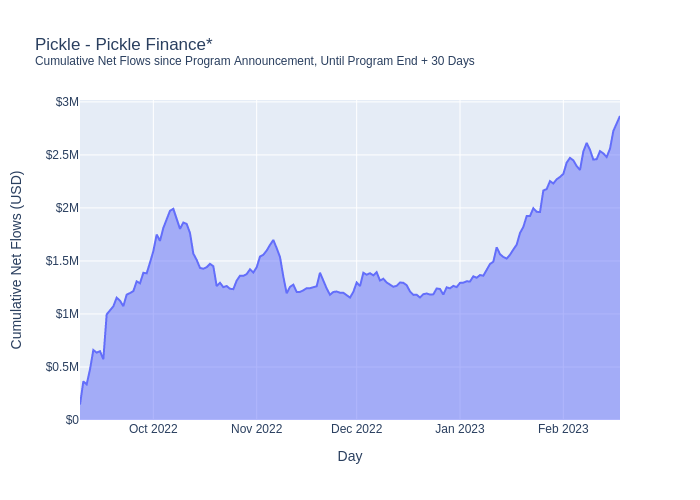 Pickle - Pickle Finance*
Cumulative Net Flows since Program Announcement, Until Program End + 30 Days
Cumulative Net Flows (USD)
$3M
$2.5M
$2M
$1.5M
$1M
$0.5M
$0
Oct 2022
Nov 2022
Dec 2022
Jan 2023
Feb 2023
Day